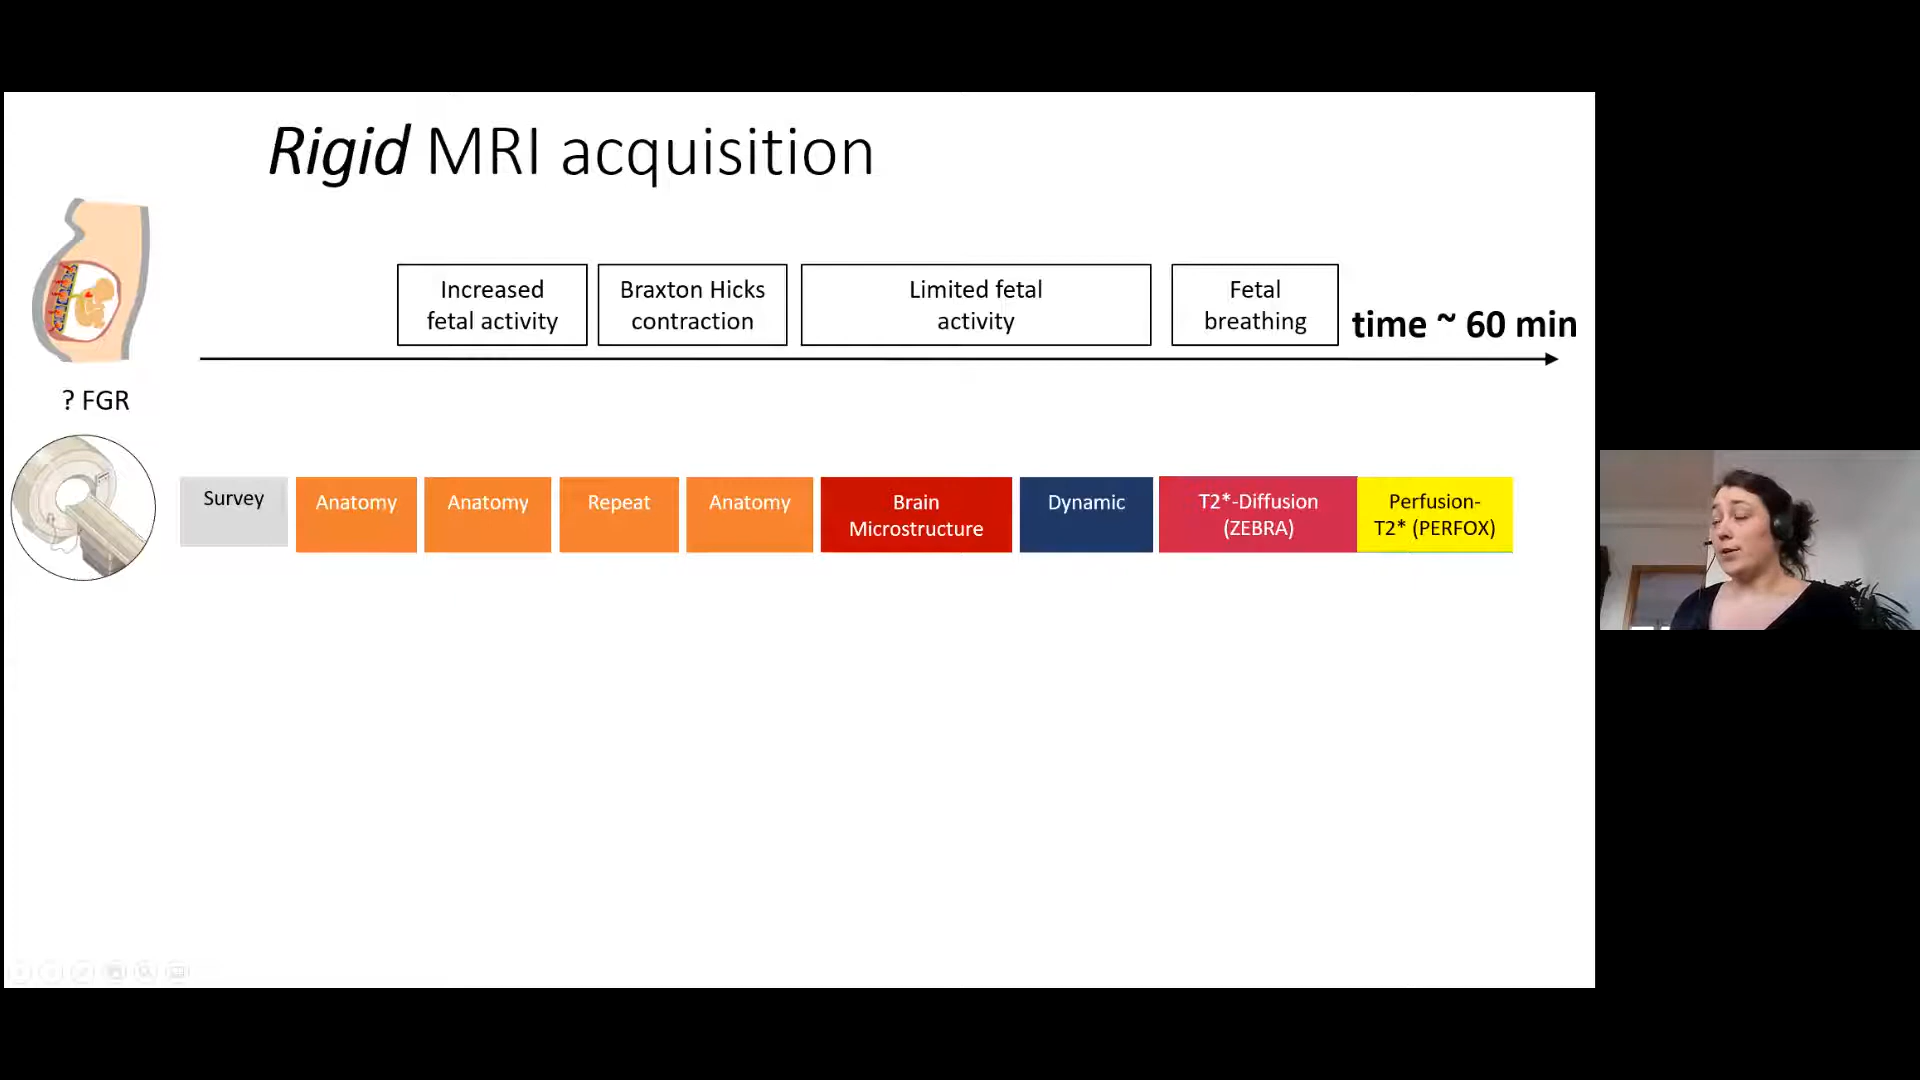 Rigid MRI acquisition
Increased
fetal activity
Braxton Hicks
contraction
Limited fetal
activity
Fetal
breathing
time ~ 60 min
? FGR
Survey
Anatomy
Anatomy
Repeat
Anatomy
Brain
Microstructure
Dynamic
T2*-Diffusion
(ZEBRA)
Perfusion-
T2* (PERFOX)